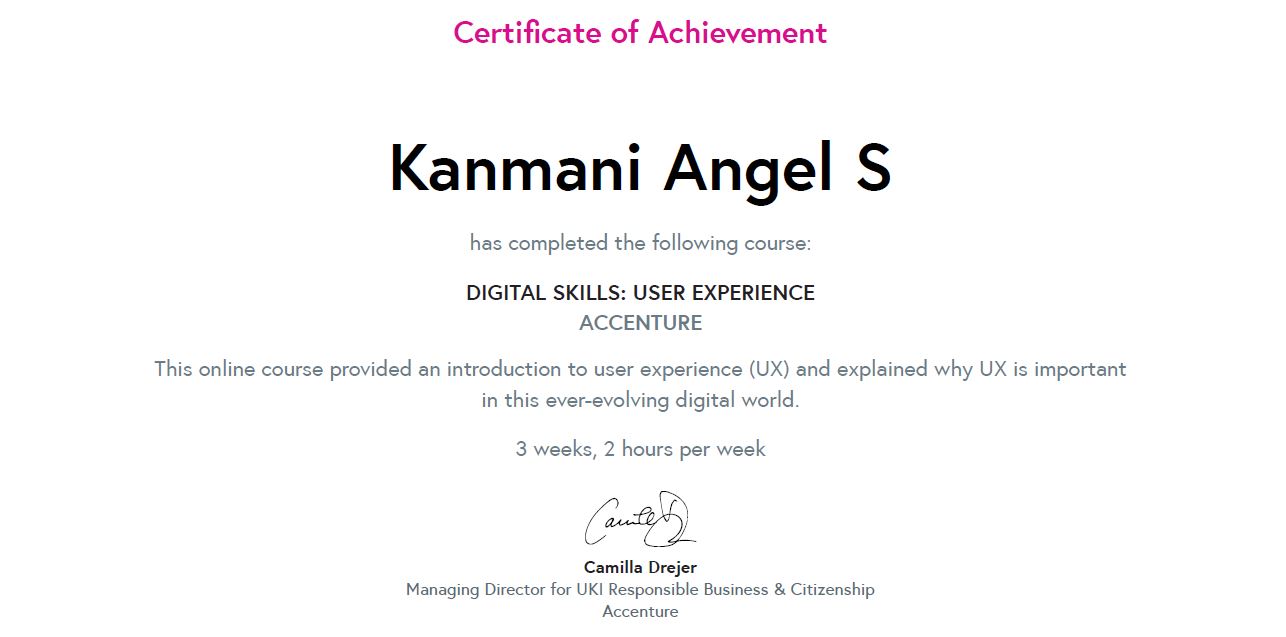 Certificate of Achievement
Kanmani Angel S
has completed the following course:
DIGITAL SKILLS: USER EXPERIENCE
ACCENTURE
This online course provided an introduction to user experience (UX) and explained why UX is important
in this ever-evolving digital world.
3 weeks, 2 hours per week
Camilla Drejer
Managing Director for UKI Responsible Business & Citizenship
Accenture